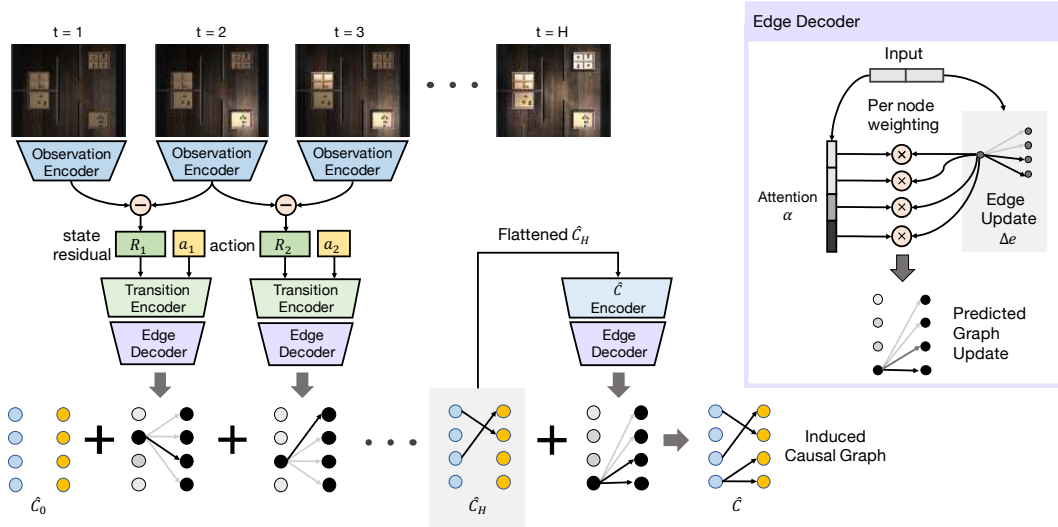 t = 1
t = 2
t = 3
t = H
Observation
Encoder
Observation
Encoder
Observation
Encoder
−
−
state
residual
R₁
a₁
action
R₂
a₂
Transition
Encoder
Transition
Encoder
Edge
Decoder
Edge
Decoder
Flattened Ĉ_H
Ĉ
Encoder
Edge
Decoder
+
+
+
Ĉ₀
Ĉ_H
Ĉ
Induced
Causal Graph
Edge Decoder
Input
Per node
weighting
×
×
×
×
Attention
α
Edge
Update
Δe
Predicted
Graph
Update